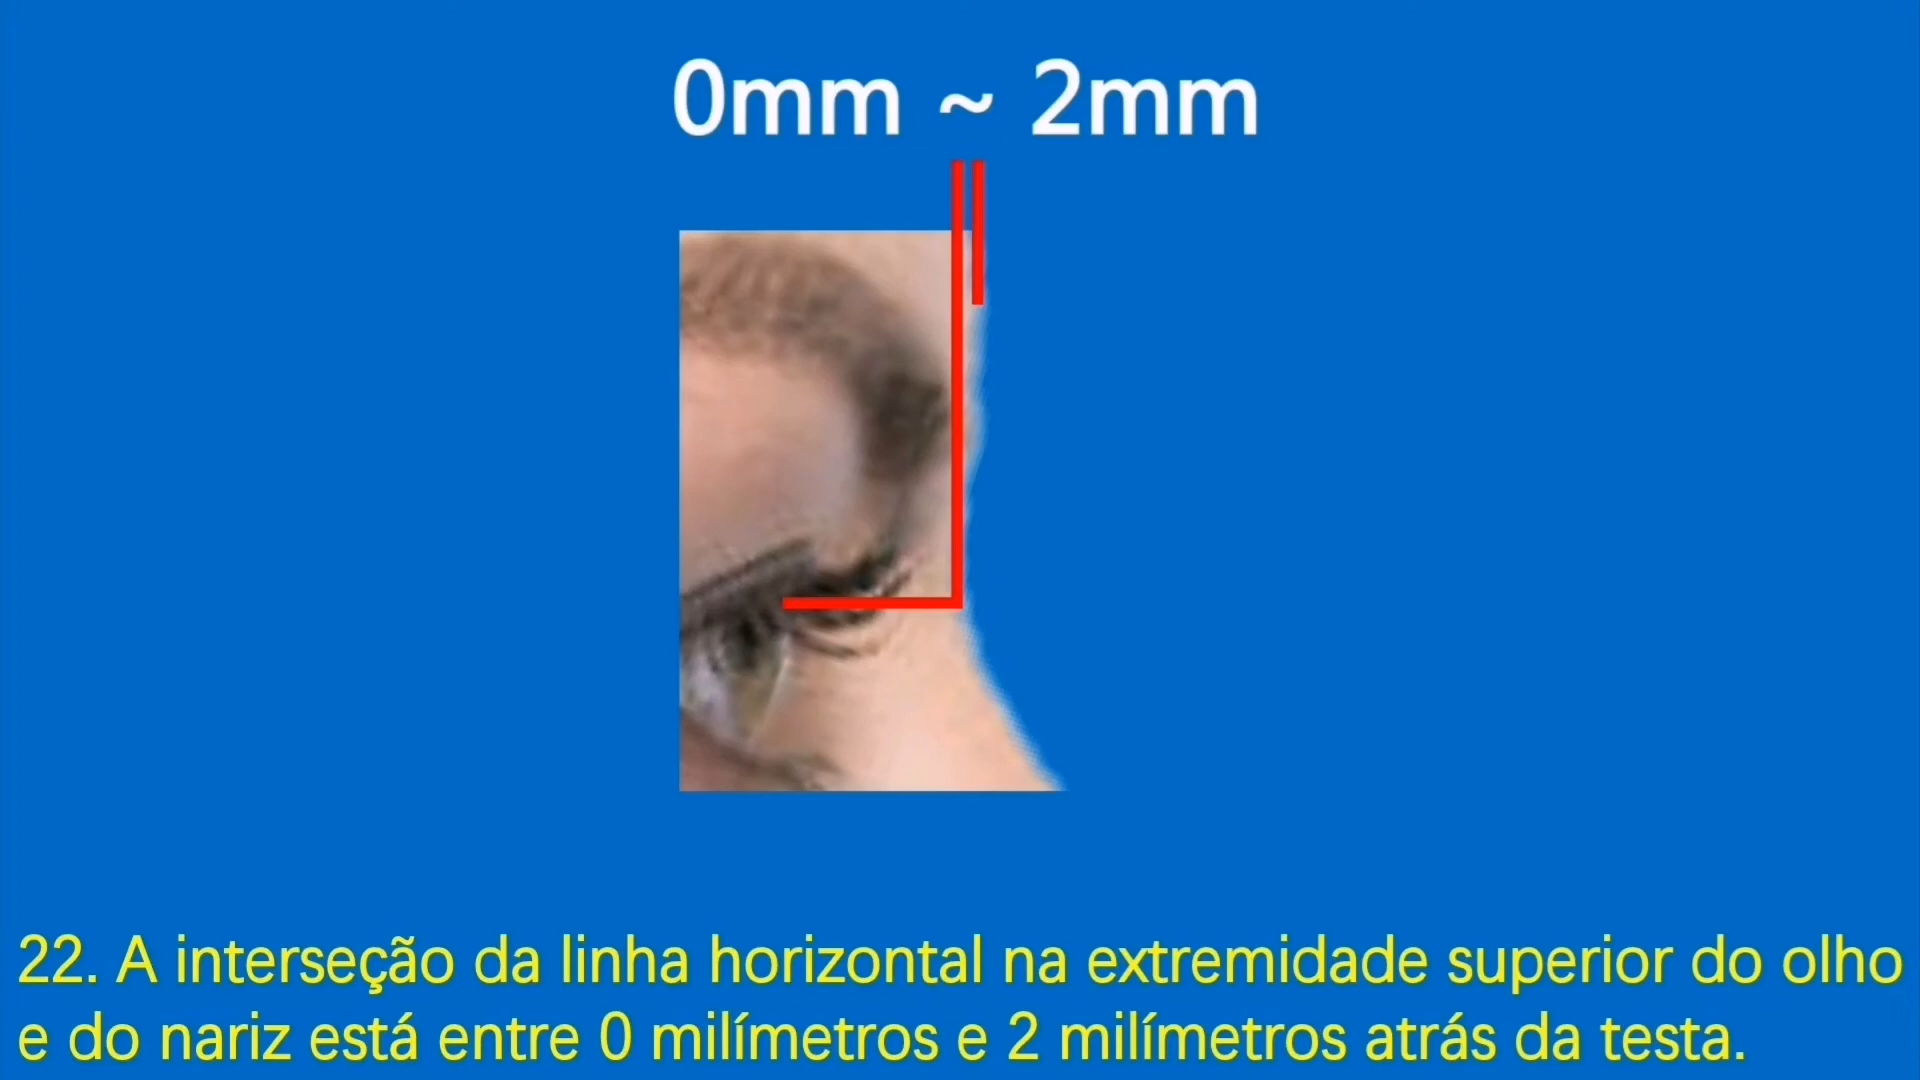 0mm ~ 2mm
22. A interseção da linha horizontal na extremidade superior do olho
e do nariz está entre 0 milímetros e 2 milímetros atrás da testa.